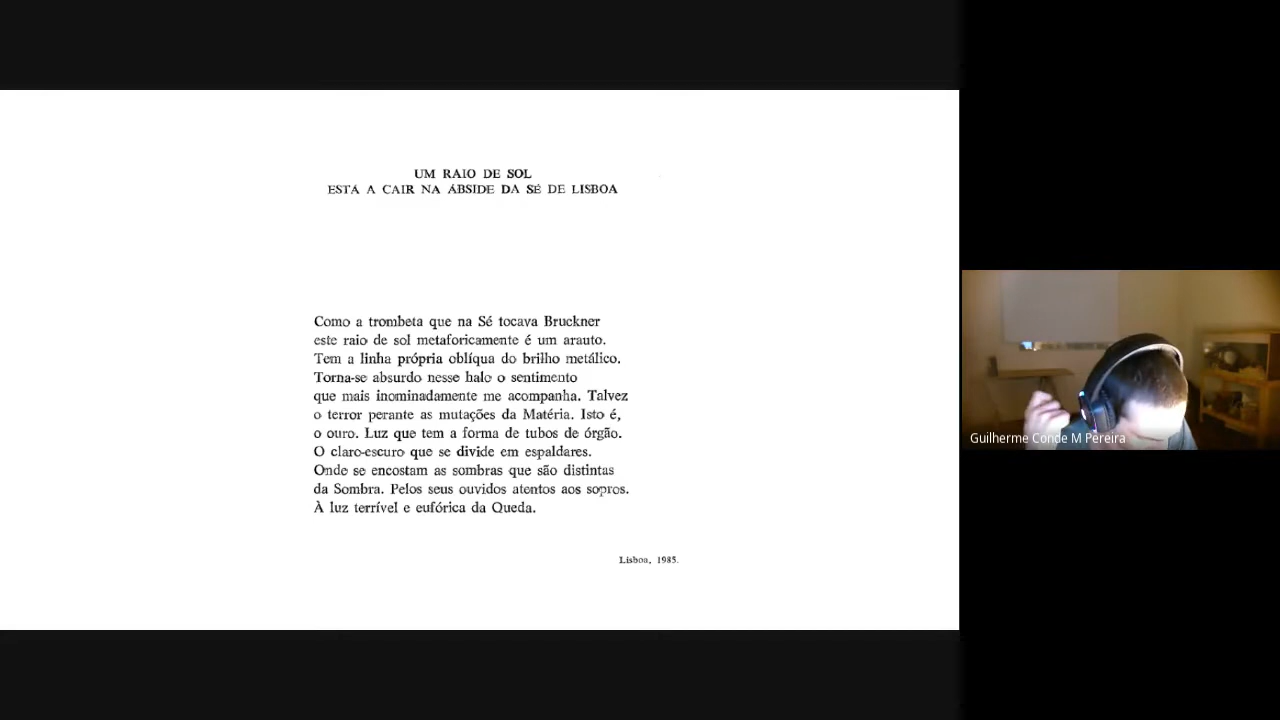 UM RAIO DE SOL
ESTÁ A CAIR NA ÁBSIDE DA SÉ DE LISBOA
Como a trombeta que na Sé tocava Bruckner
este raio de sol metaforicamente é um arauto.
Tem a linha própria oblíqua do brilho metálico.
Torna-se absurdo nesse halo o sentimento
que mais inominadamente me acompanha. Talvez
o terror perante as mutações da Matéria. Isto é,
o ouro. Luz que tem a forma de tubos de órgão.
O claro-escuro que se divide em espaldares.
Onde se encostam as sombras que são distintas
da Sombra. Pelos seus ouvidos atentos aos sopros.
À luz terrível e eufórica da Queda.
Lisboa, 1985.
Guilherme Conde M Pereira